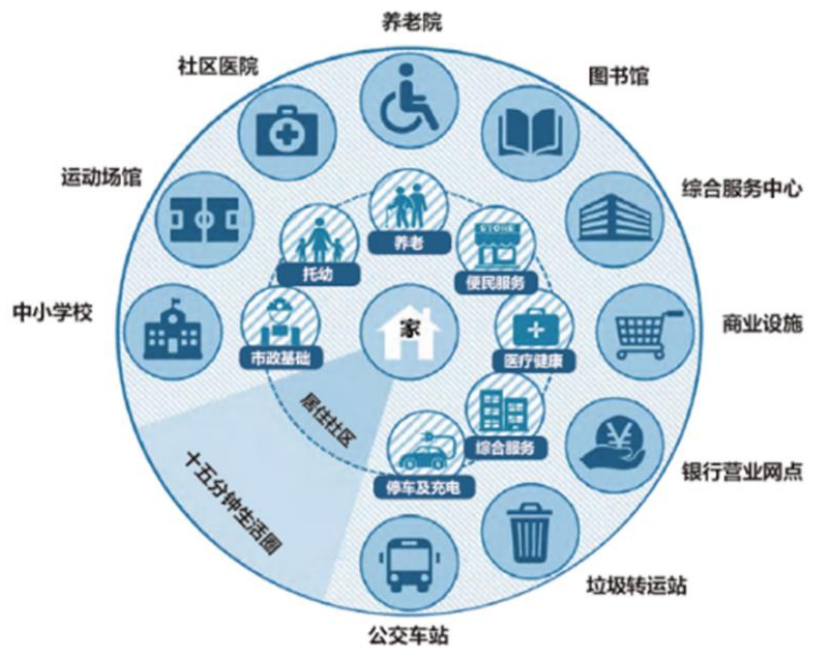 养老院
社区医院
图书馆
运动场馆
综合服务中心
中小学校
商业设施
银行营业网点
垃圾转运站
公交车站
养老
托幼
STORE
便民服务
市政基础
家
医疗健康
综合服务
停车及充电
居住社区
十五分钟生活圈
¥